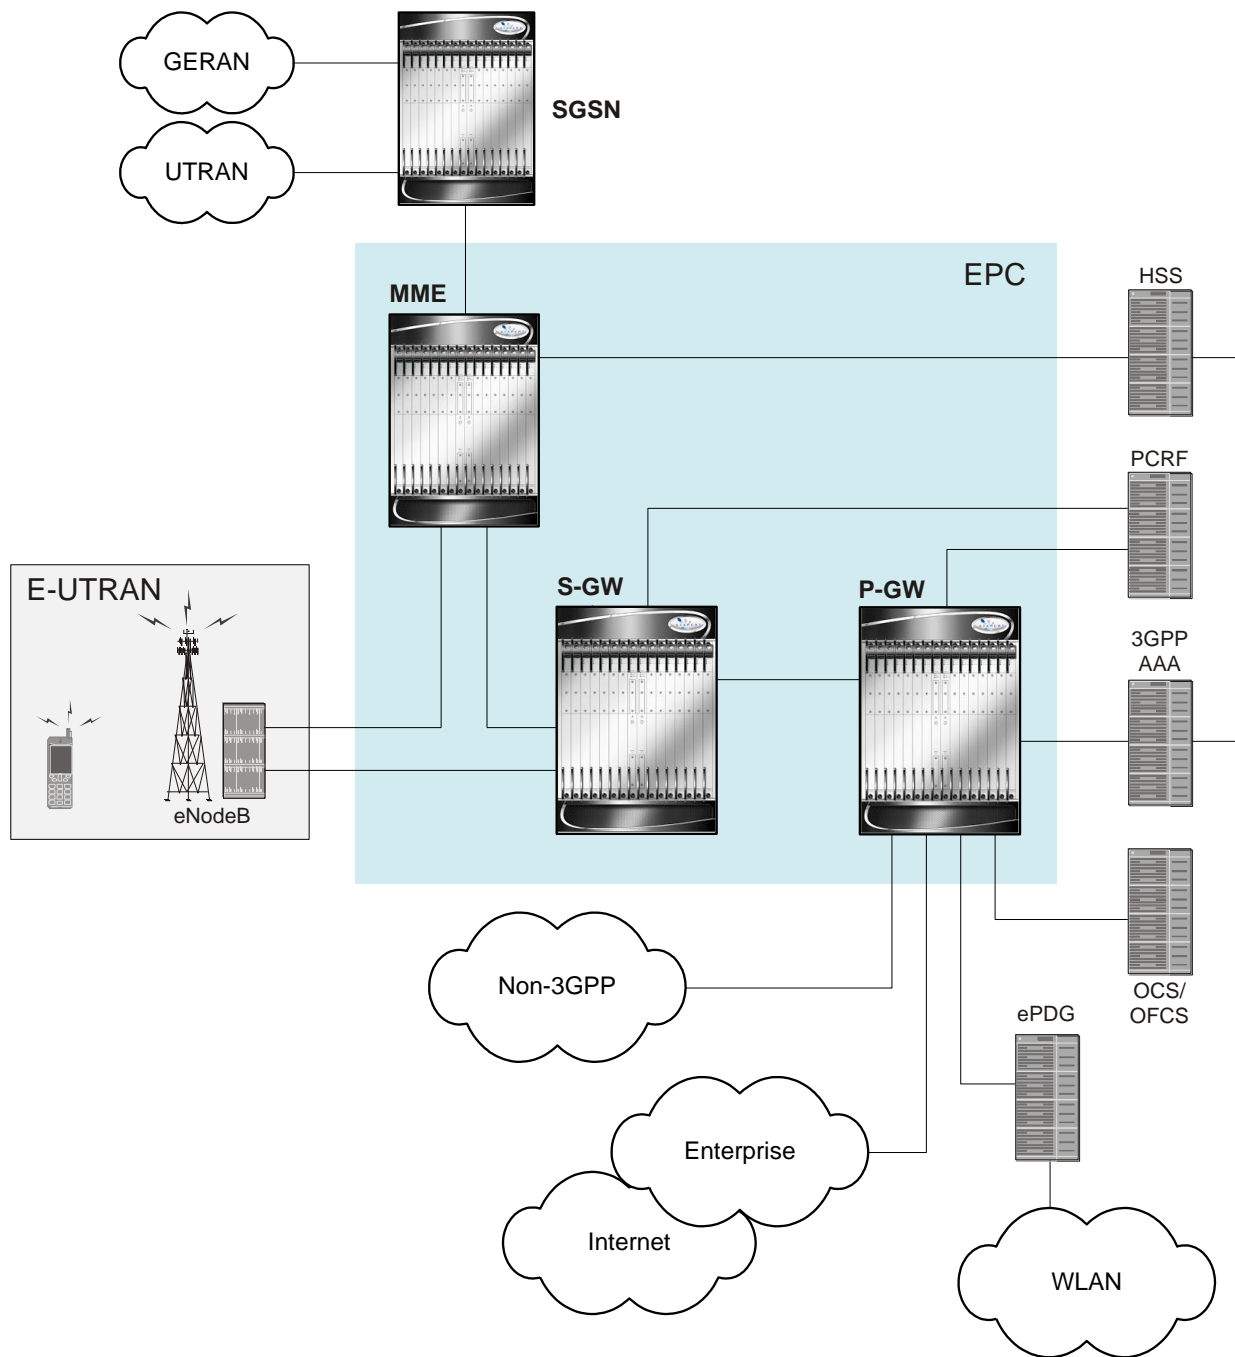 GERAN
SGSN
UTRAN
EPC
HSS
MME
PCRF
E-UTRAN
S-GW
P-GW
3GPP
AAA
eNodeB
Non-3GPP
OCS/
OFCS
ePDG
Enterprise
Internet
WLAN